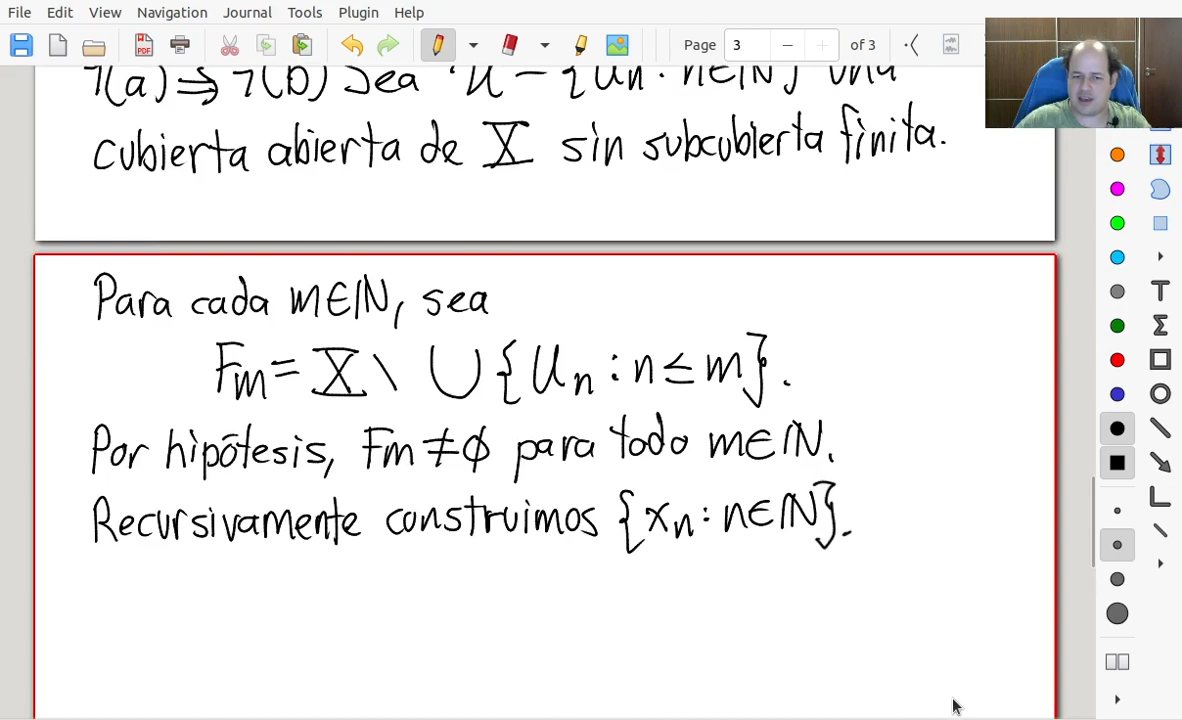 File Edit View Navigation Journal Tools Plugin Help
Page 3 of 3
¬(a) ⇒ ¬(b) Sea 𝒰 = {Un : n∈ℕ} una
cubierta abierta de X sin subcubierta finita.
Para cada m∈ℕ, sea
Fm = X \ ∪ {Un : n ≤ m}.
Por hipótesis, Fm ≠ ∅ para todo m∈ℕ.
Recursivamente construimos {xn : n∈ℕ}.